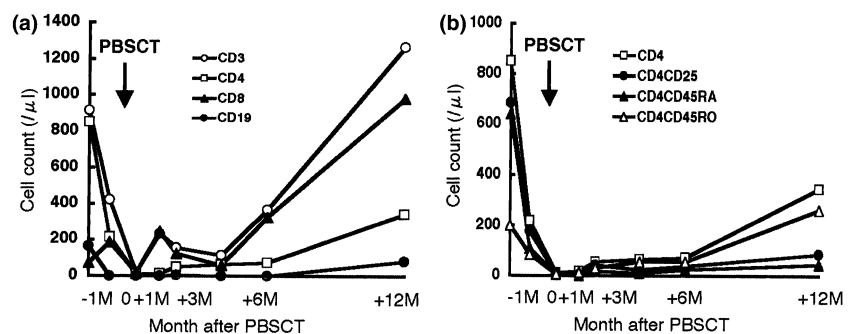 (a)
1400
1200
1000
800
600
400
200
0
Cell count (/μl)
PBSCT
CD3
CD4
CD8
CD19
-1M 0 +1M +3M +6M +12M
Month after PBSCT
(b)
1000
800
600
400
200
0
Cell count (/μl)
PBSCT
CD4
CD4CD25
CD4CD45RA
CD4CD45RO
-1M 0 +1M +3M +6M +12M
Month after PBSCT